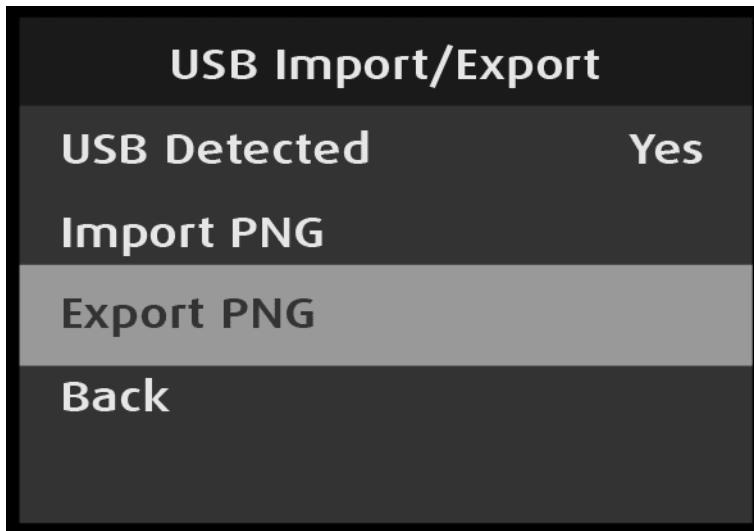 USB Import/Export
USB Detected Yes
Import PNG
Export PNG
Back